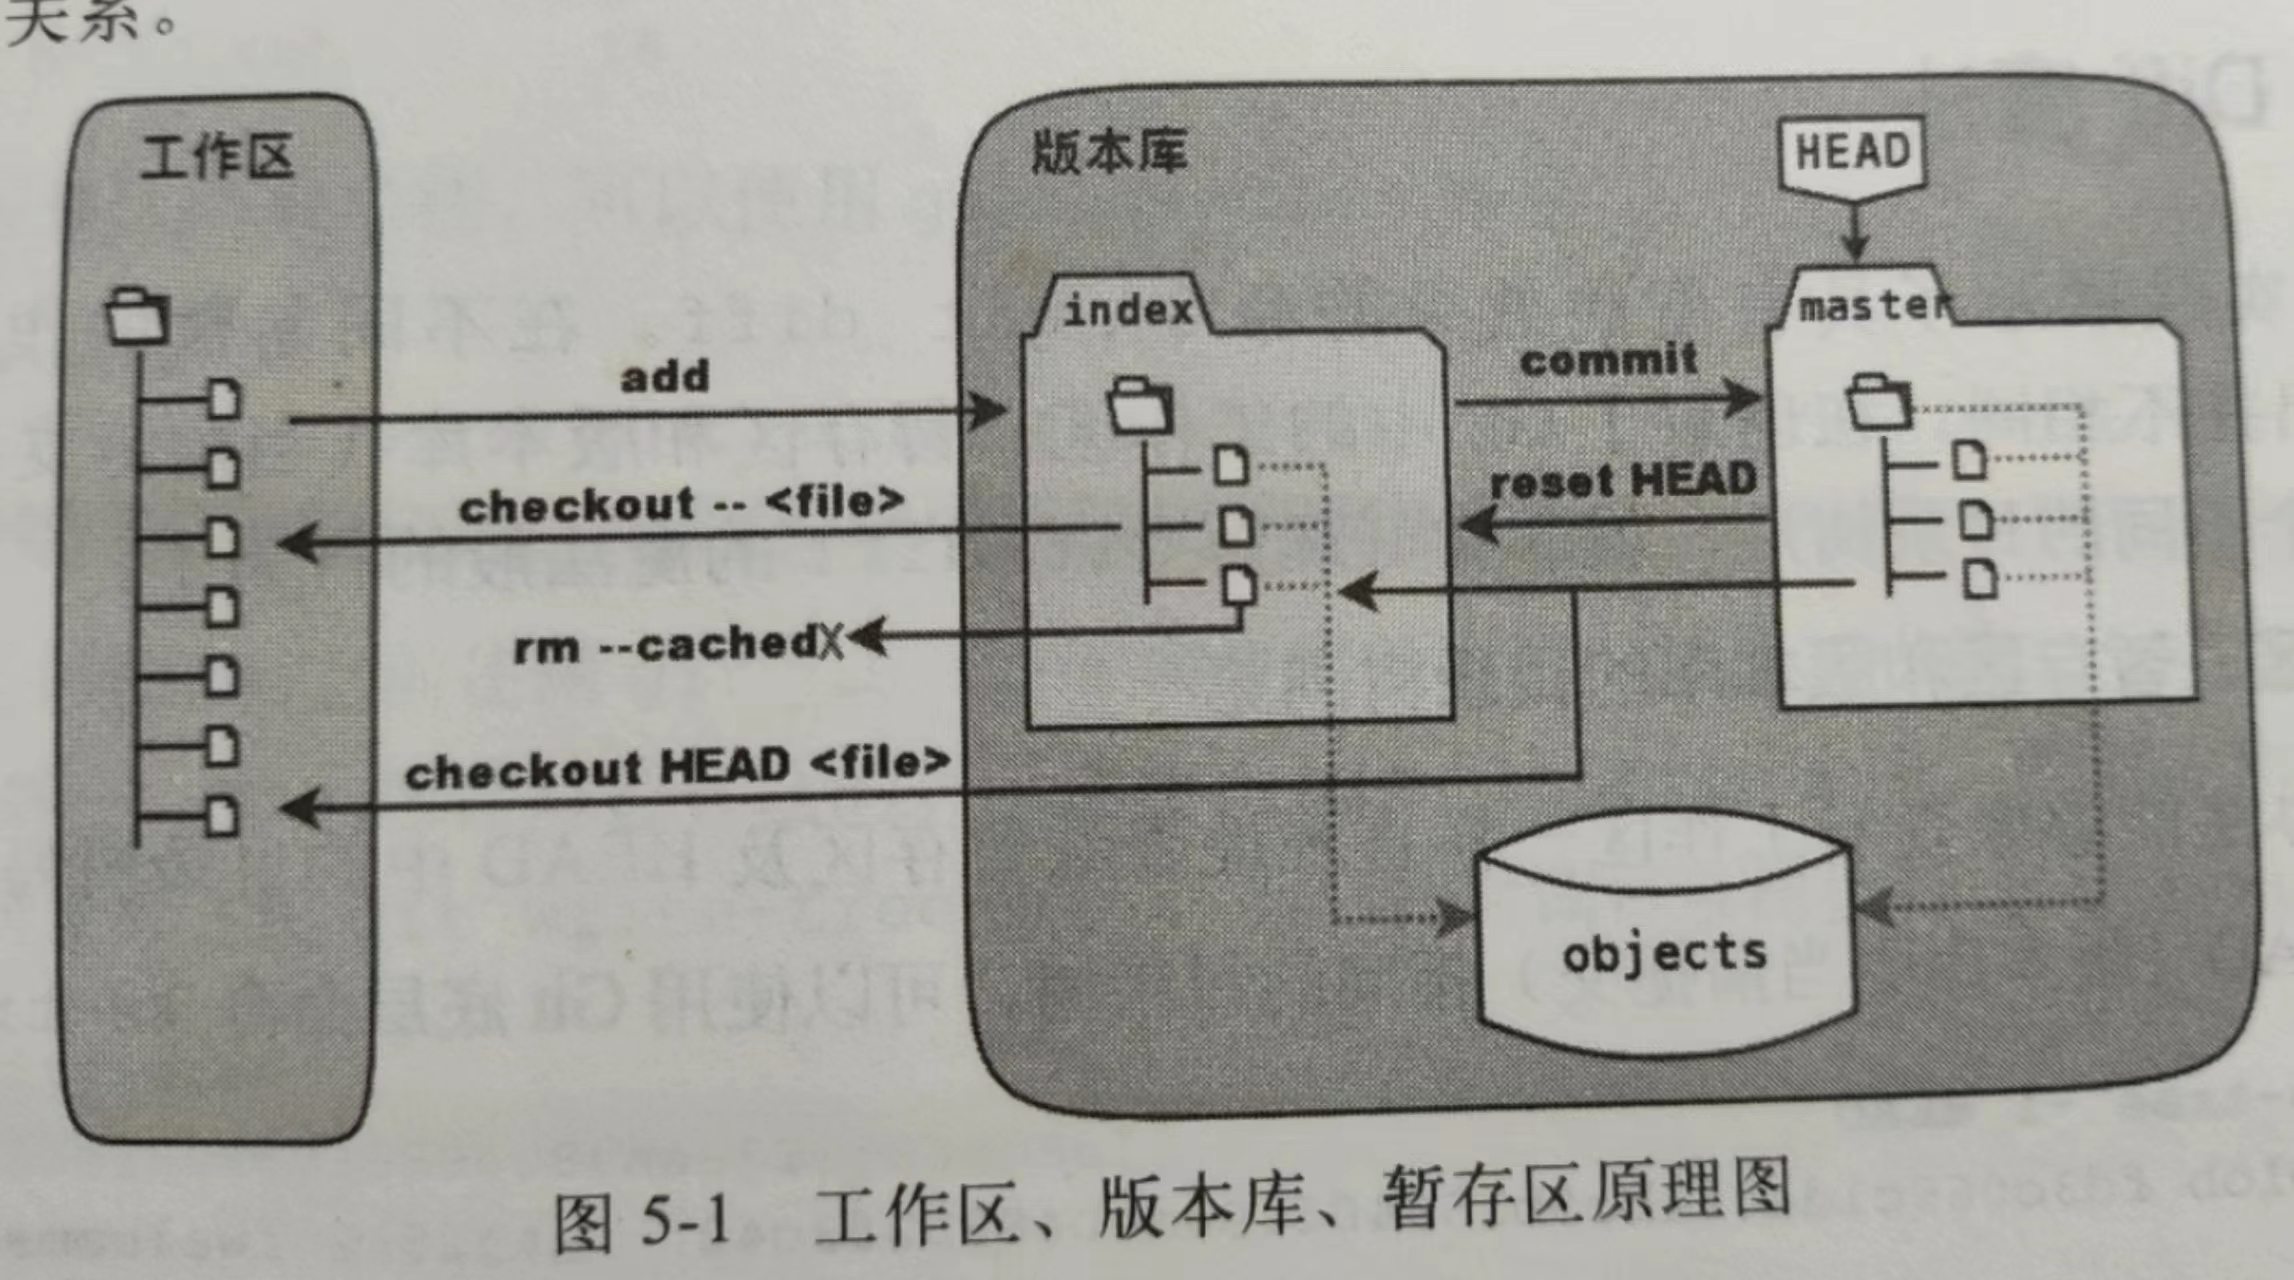 关系。
工作区
版本库
HEAD
index
master
add
commit
checkout -- <file>
reset HEAD
rm --cachedX
checkout HEAD <file>
objects
图 5-1 工作区、版本库、暂存区原理图